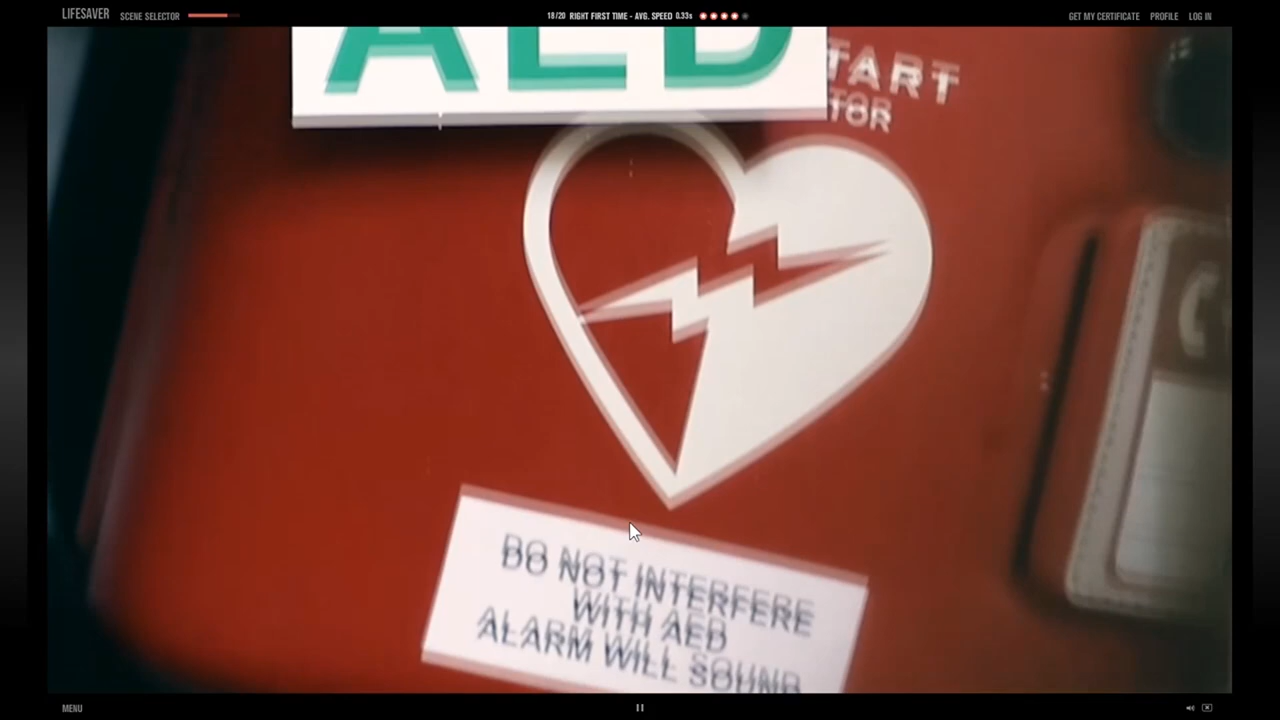 LIFESAVER
SCENE SELECTOR
18/20 RIGHT FIRST TIME - AVG. SPEED 0.33s
GET MY CERTIFICATE
PROFILE
LOG IN
AED
TART
TOR
DO NOT INTERFERE
WITH AED
ALARM WILL SOUND
MENU